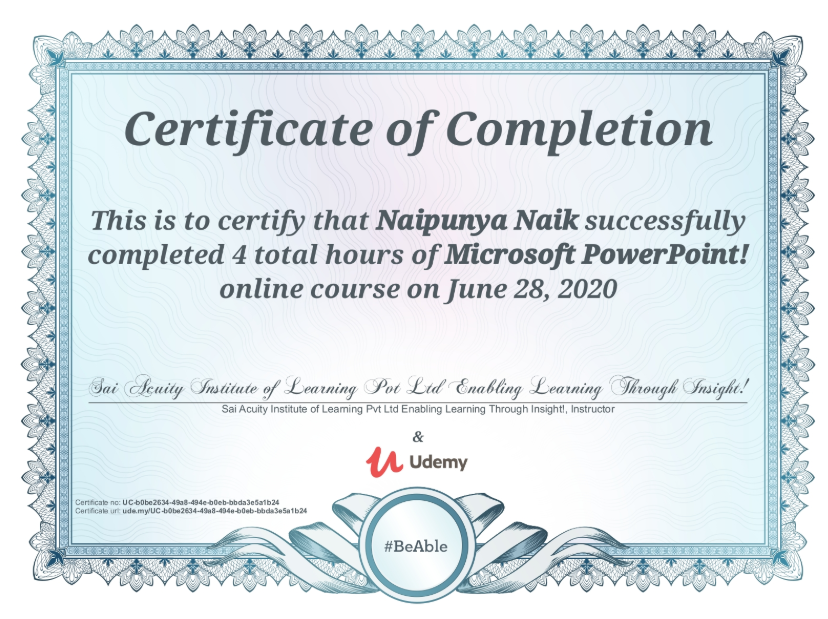 Certificate of Completion
This is to certify that Naipunya Naik successfully
completed 4 total hours of Microsoft PowerPoint!
online course on June 28, 2020
Sai Acuity Institute of Learning Pvt Ltd Enabling Learning Through Insight!
Sai Acuity Institute of Learning Pvt Ltd Enabling Learning Through Insight!, Instructor
&
Udemy
Certificate no: UC-b0be2634-49a8-494e-b0eb-bbda3e5a1b24
Certificate url: ude.my/UC-b0be2634-49a8-494e-b0eb-bbda3e5a1b24
#BeAble